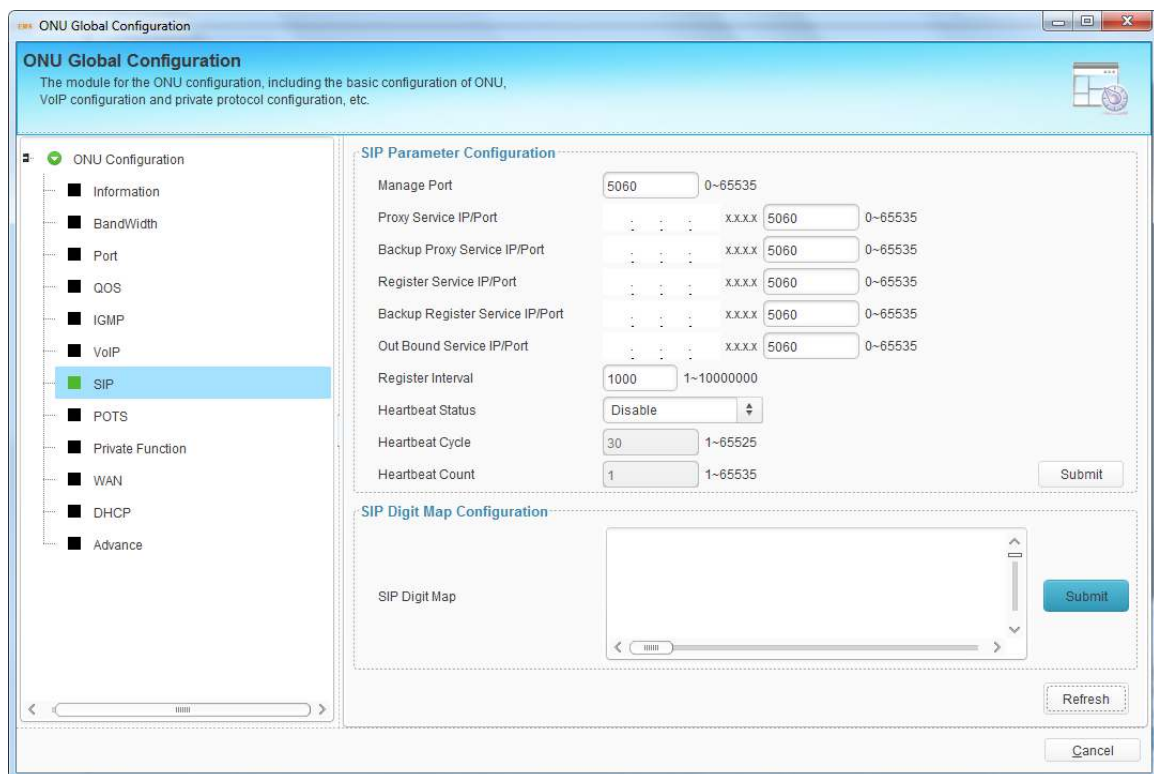 EMS ONU Global Configuration
ONU Global Configuration
The module for the ONU configuration, including the basic configuration of ONU,
VoIP configuration and private protocol configuration, etc.
ONU Configuration
Information
BandWidth
Port
QOS
IGMP
VoIP
SIP
POTS
Private Function
WAN
DHCP
Advance
SIP Parameter Configuration
Manage Port 5060 0~65535
Proxy Service IP/Port . . . x.x.x.x 5060 0~65535
Backup Proxy Service IP/Port . . . x.x.x.x 5060 0~65535
Register Service IP/Port . . . x.x.x.x 5060 0~65535
Backup Register Service IP/Port . . . x.x.x.x 5060 0~65535
Out Bound Service IP/Port . . . x.x.x.x 5060 0~65535
Register Interval 1000 1~10000000
Heartbeat Status Disable
Heartbeat Cycle 30 1~65525
Heartbeat Count 1 1~65535 Submit
SIP Digit Map Configuration
SIP Digit Map Submit
Refresh
Cancel